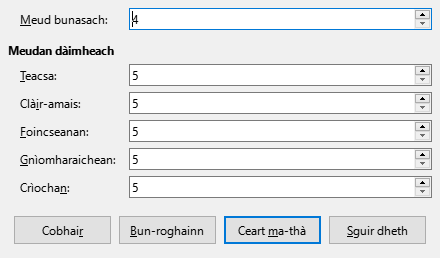 Meud bunasach: 4
Meudan dàimheach
Teacsa: 5
Clàir-amais: 5
Foincseanan: 5
Gnìomharaichean: 5
Crìochan: 5
Cobhair Bun-roghainn Ceart ma-thà Sguir dheth